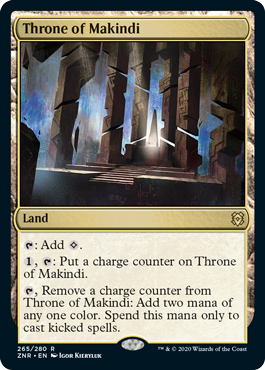 Throne of Makindi
Land
: Add .
1, : Put a charge counter on Throne
of Makindi.
, Remove a charge counter from
Throne of Makindi: Add two mana of
any one color. Spend this mana only to
cast kicked spells.
265/280 R
ZNR • EN IGOR KIERYLUK
™ & © 2020 Wizards of the Coast